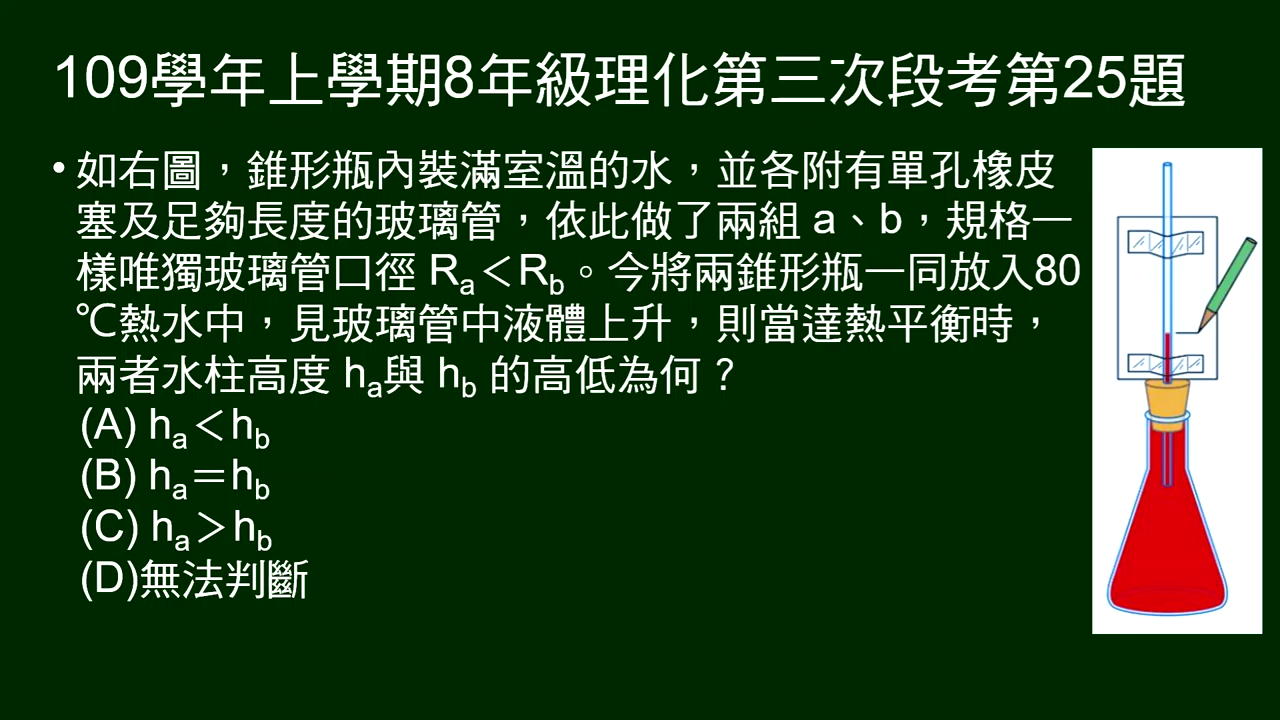 109學年上學期8年級理化第三次段考第25題
• 如右圖，錐形瓶內裝滿室溫的水，並各附有單孔橡皮
塞及足夠長度的玻璃管，依此做了兩組 a、b，規格一
樣唯獨玻璃管口徑 Ra＜Rb。今將兩錐形瓶一同放入80
℃熱水中，見玻璃管中液體上升，則當達熱平衡時，
兩者水柱高度 ha與 hb 的高低為何？
(A) ha＜hb
(B) ha＝hb
(C) ha＞hb
(D)無法判斷